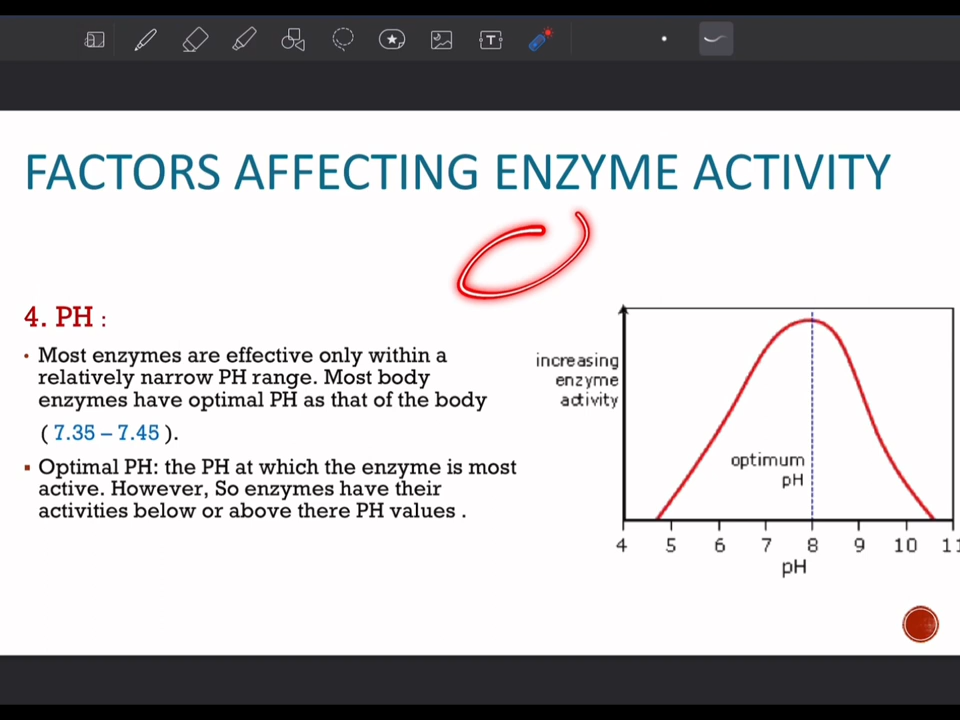 FACTORS AFFECTING ENZYME ACTIVITY
4. PH :
• Most enzymes are effective only within a
relatively narrow PH range. Most body
enzymes have optimal PH as that of the body
( 7.35 – 7.45 ).
▪ Optimal PH: the PH at which the enzyme is most
active. However, So enzymes have their
activities below or above there PH values .
increasing
enzyme
activity
optimum
pH
4 5 6 7 8 9 10 11
pH
T